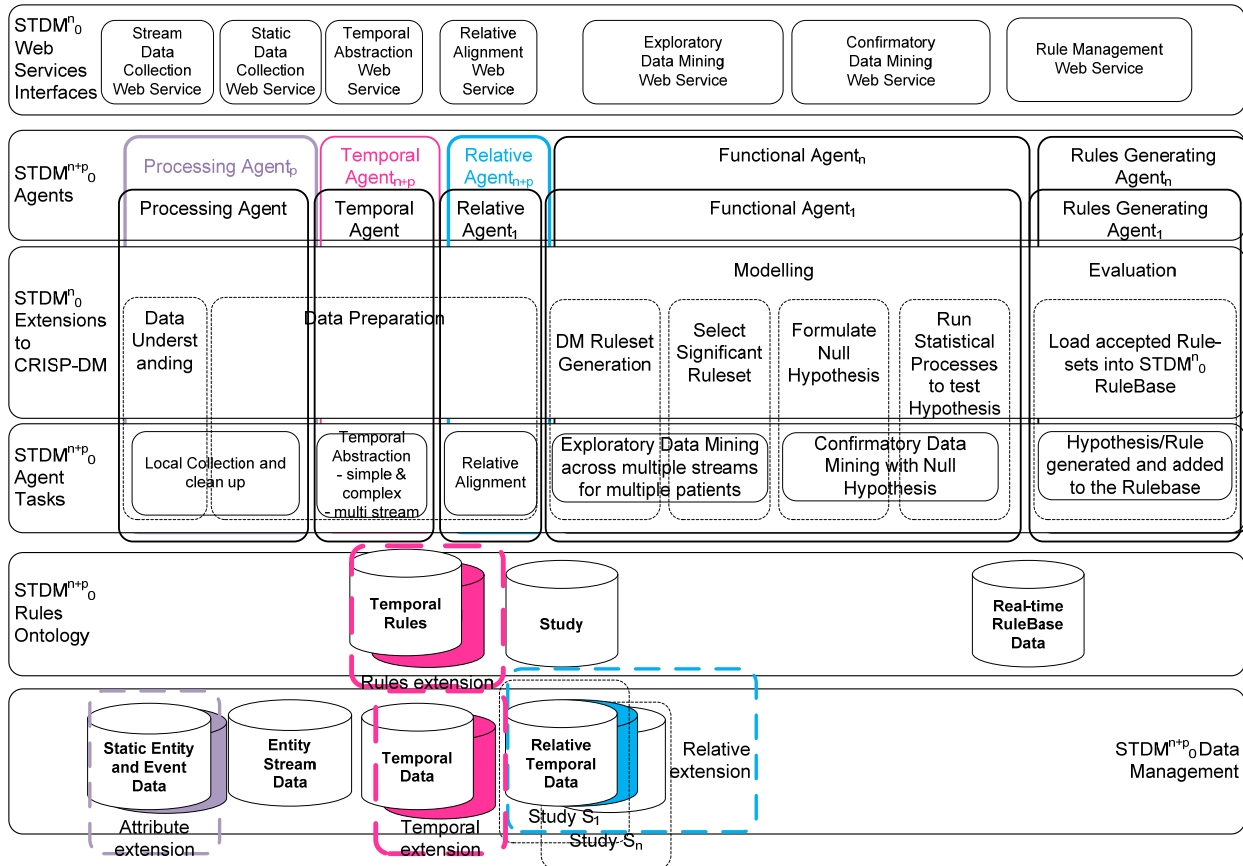 STDMⁿ₀
Web
Services
Interfaces
Stream
Data
Collection
Web Service
Static
Data
Collection
Web Service
Temporal
Abstraction
Web
Service
Relative
Alignment
Web
Service
Exploratory
Data Mining
Web Service
Confirmatory
Data Mining
Web Service
Rule Management
Web Service
STDMⁿ⁺ᵖ₀
Agents
Processing Agentₚ
Temporal
Agentₙ₊ₚ
Relative
Agentₙ₊ₚ
Functional Agentₙ
Rules Generating
Agentₙ
Processing Agent
Temporal
Agent
Relative
Agent₁
Functional Agent₁
Rules Generating
Agent₁
STDMⁿ₀
Extensions
to
CRISP-DM
Modelling
Evaluation
Data
Underst
anding
Data Preparation
DM Ruleset
Generation
Select
Significant
Ruleset
Formulate
Null
Hypothesis
Run
Statistical
Processes
to test
Hypothesis
Load accepted Rule-
sets into STDMⁿ₀
RuleBase
STDMⁿ⁺ᵖ₀
Agent
Tasks
Local Collection and
clean up
Temporal
Abstraction
- simple &
complex
- multi stream
Relative
Alignment
Exploratory Data Mining
across multiple streams
for multiple patients
Confirmatory Data
Mining with Null
Hypothesis
Hypothesis/Rule
generated and added
to the Rulebase
STDMⁿ⁺ᵖ₀
Rules
Ontology
Temporal
Rules
Rules extension
Study
Real-time
RuleBase
Data
Static Entity
and Event
Data
Attribute
extension
Entity
Stream
Data
Temporal
Data
Temporal
extension
Relative
Temporal
Data
Study S₁
Study Sₙ
Relative
extension
STDMⁿ⁺ᵖ₀ Data
Management